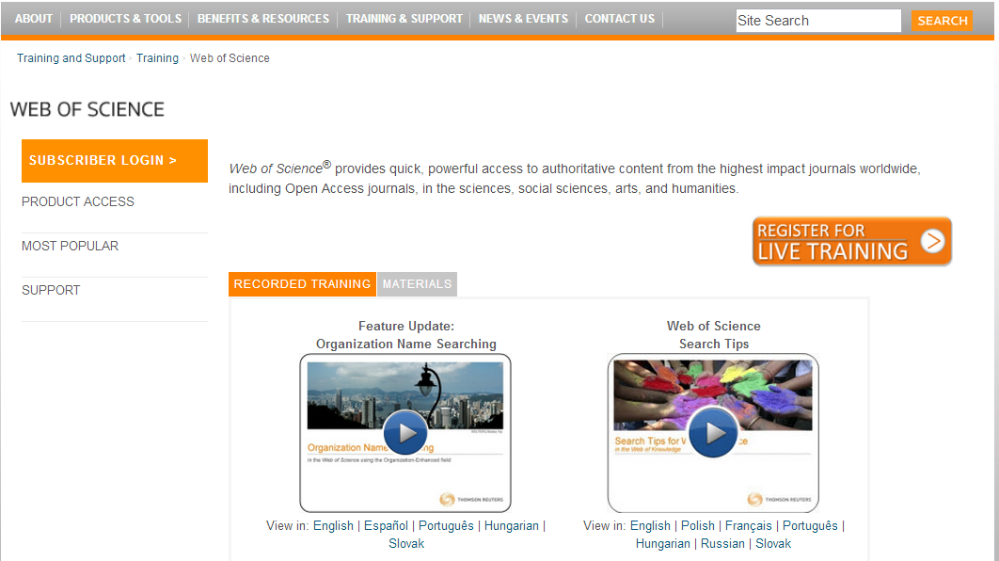 ABOUT PRODUCTS & TOOLS BENEFITS & RESOURCES TRAINING & SUPPORT NEWS & EVENTS CONTACT US Site Search SEARCH
Training and Support Training Web of Science
WEB OF SCIENCE
SUBSCRIBER LOGIN >
PRODUCT ACCESS
MOST POPULAR
SUPPORT
Web of Science® provides quick, powerful access to authoritative content from the highest impact journals worldwide,
including Open Access journals, in the sciences, social sciences, arts, and humanities.
REGISTER FOR
LIVE TRAINING
RECORDED TRAINING MATERIALS
Feature Update:
Organization Name Searching
Organization Name
in the Web of Science using the Organization-Enhanced field
THOMSON REUTERS
View in: English | Español | Português | Hungarian |
Slovak
Web of Science
Search Tips
Search Tips for
in the Web of Knowledge
THOMSON REUTERS
View in: English | Polish | Français | Português |
Hungarian | Russian | Slovak